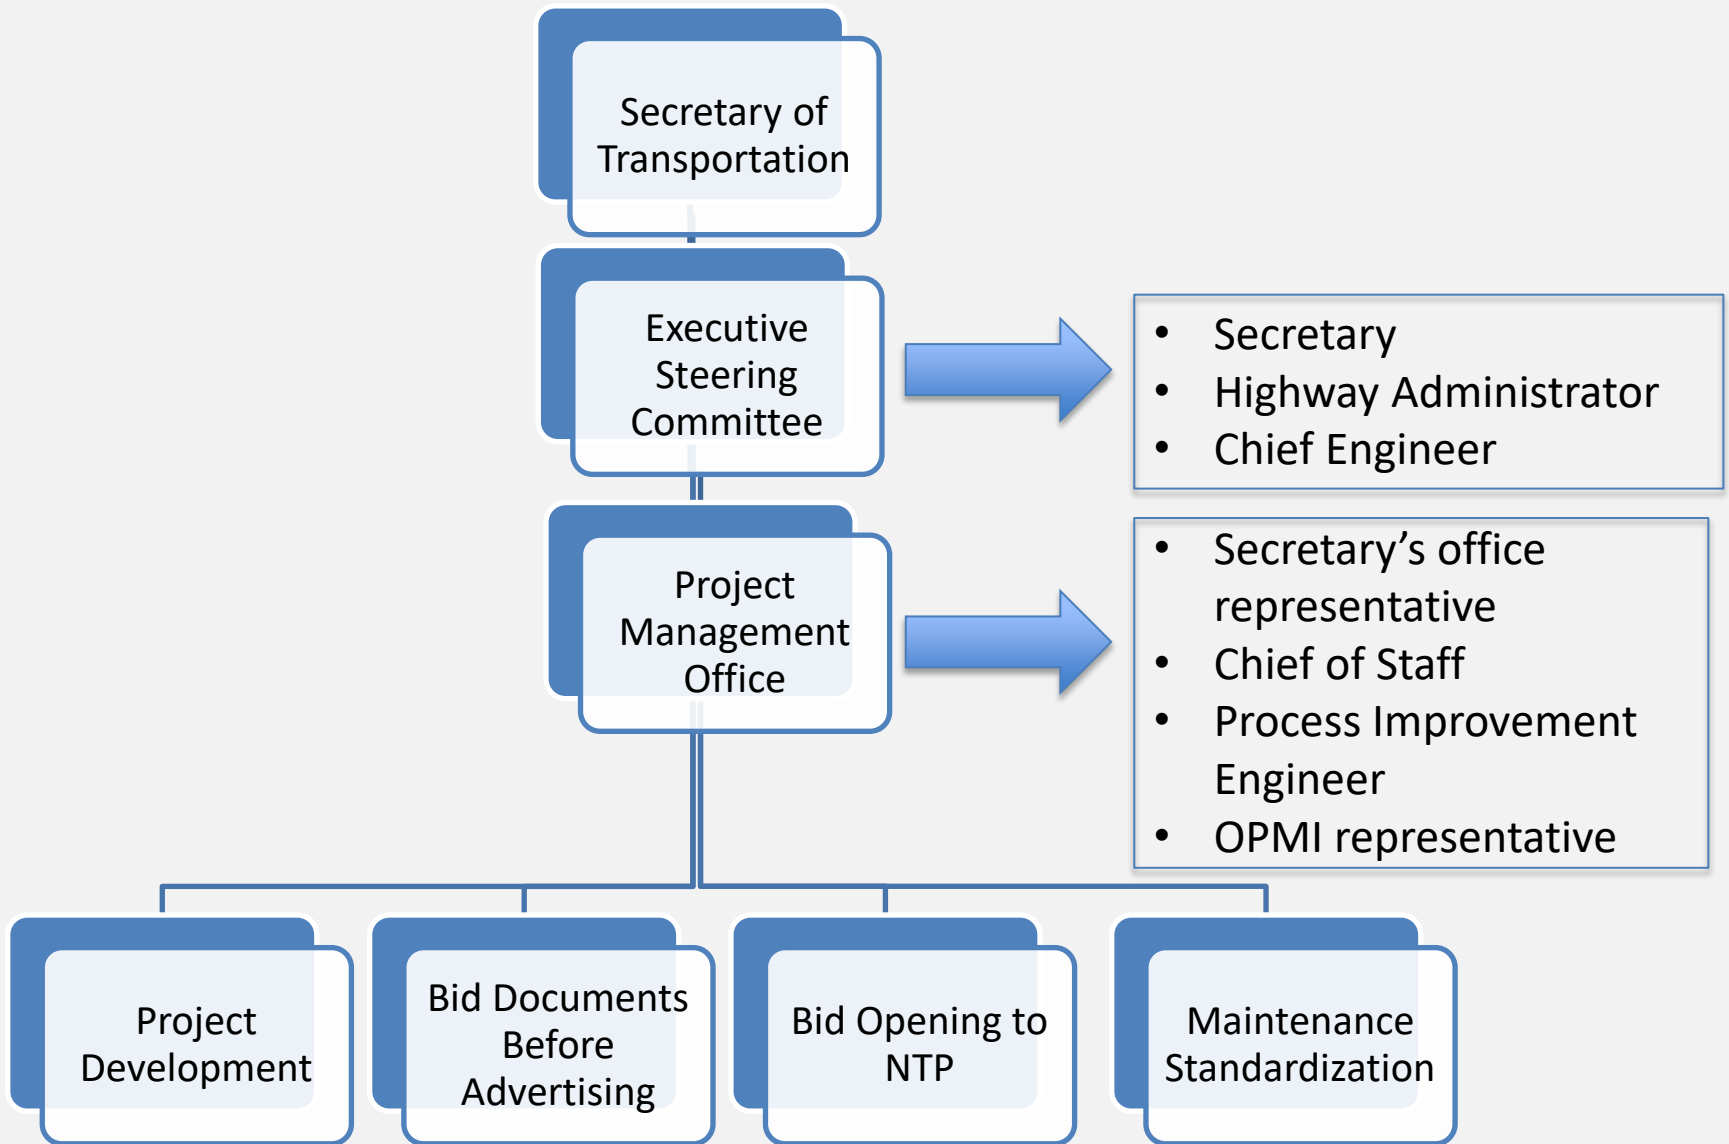 Secretary of
Transportation
Executive
Steering
Committee
• Secretary
• Highway Administrator
• Chief Engineer
Project
Management
Office
• Secretary’s office
representative
• Chief of Staff
• Process Improvement
Engineer
• OPMI representative
Project
Development
Bid Documents
Before
Advertising
Bid Opening to
NTP
Maintenance
Standardization